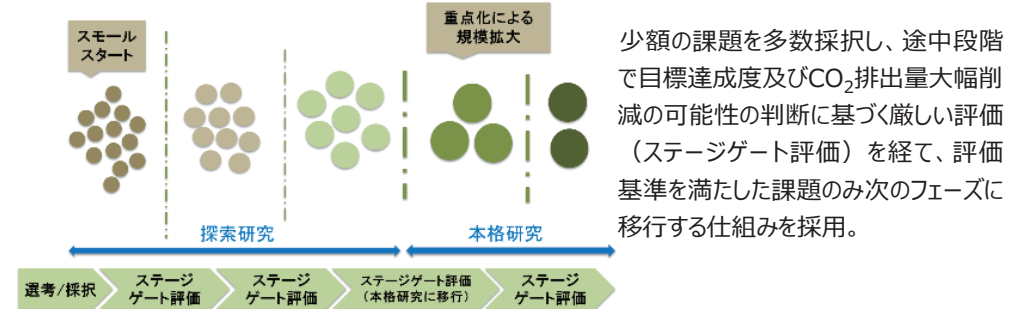 スモール
スタート
重点化による
規模拡大
少額の課題を多数採択し、途中段階
で目標達成度及びCO2排出量大幅削
減の可能性の判断に基づく厳しい評価
（ステージゲート評価）を経て、評価
基準を満たした課題のみ次のフェーズに
移行する仕組みを採用。
探索研究
本格研究
選考/採択
ステージ
ゲート評価
ステージ
ゲート評価
ステージゲート評価
（本格研究に移行）
ステージ
ゲート評価